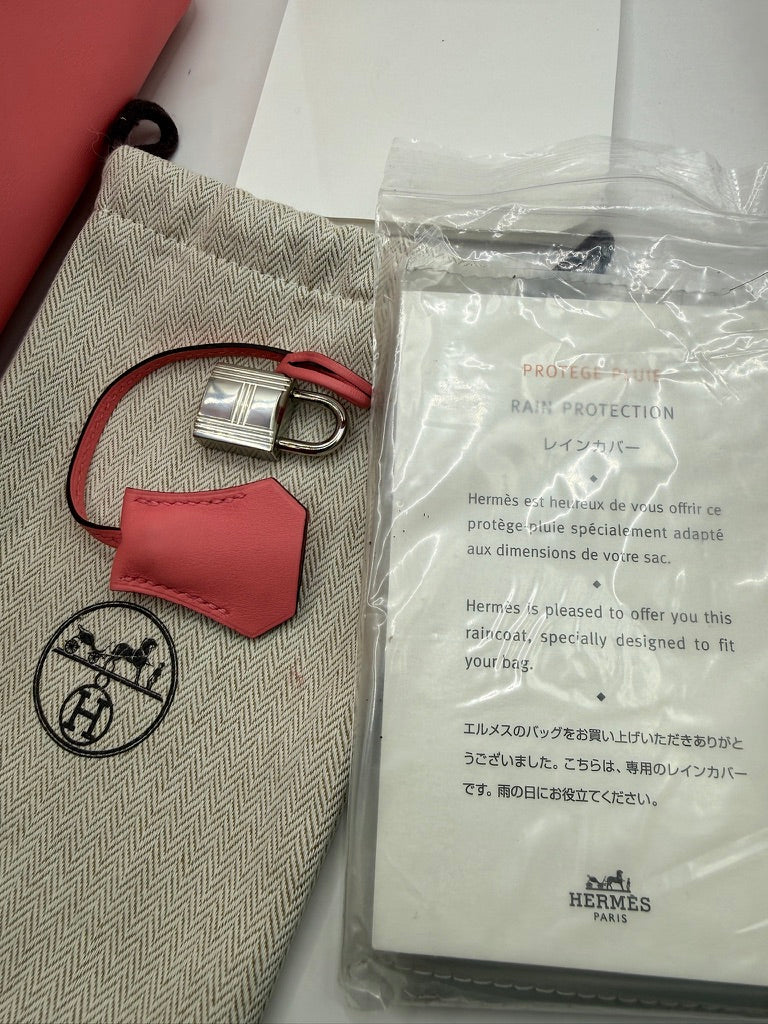 H
PROTEGE PLUIE
RAIN PROTECTION
レインカバー
Hermès est heureux de vous offrir ce
protège-pluie spécialement adapté
aux dimensions de votre sac.
Hermès is pleased to offer you this
raincoat, specially designed to fit
your bag.
エルメスのバッグをお買い上げいただきありがと
うございました。こちらは、専用のレインカバー
です。雨の日にお役立てください。
HERMÈS
PARIS